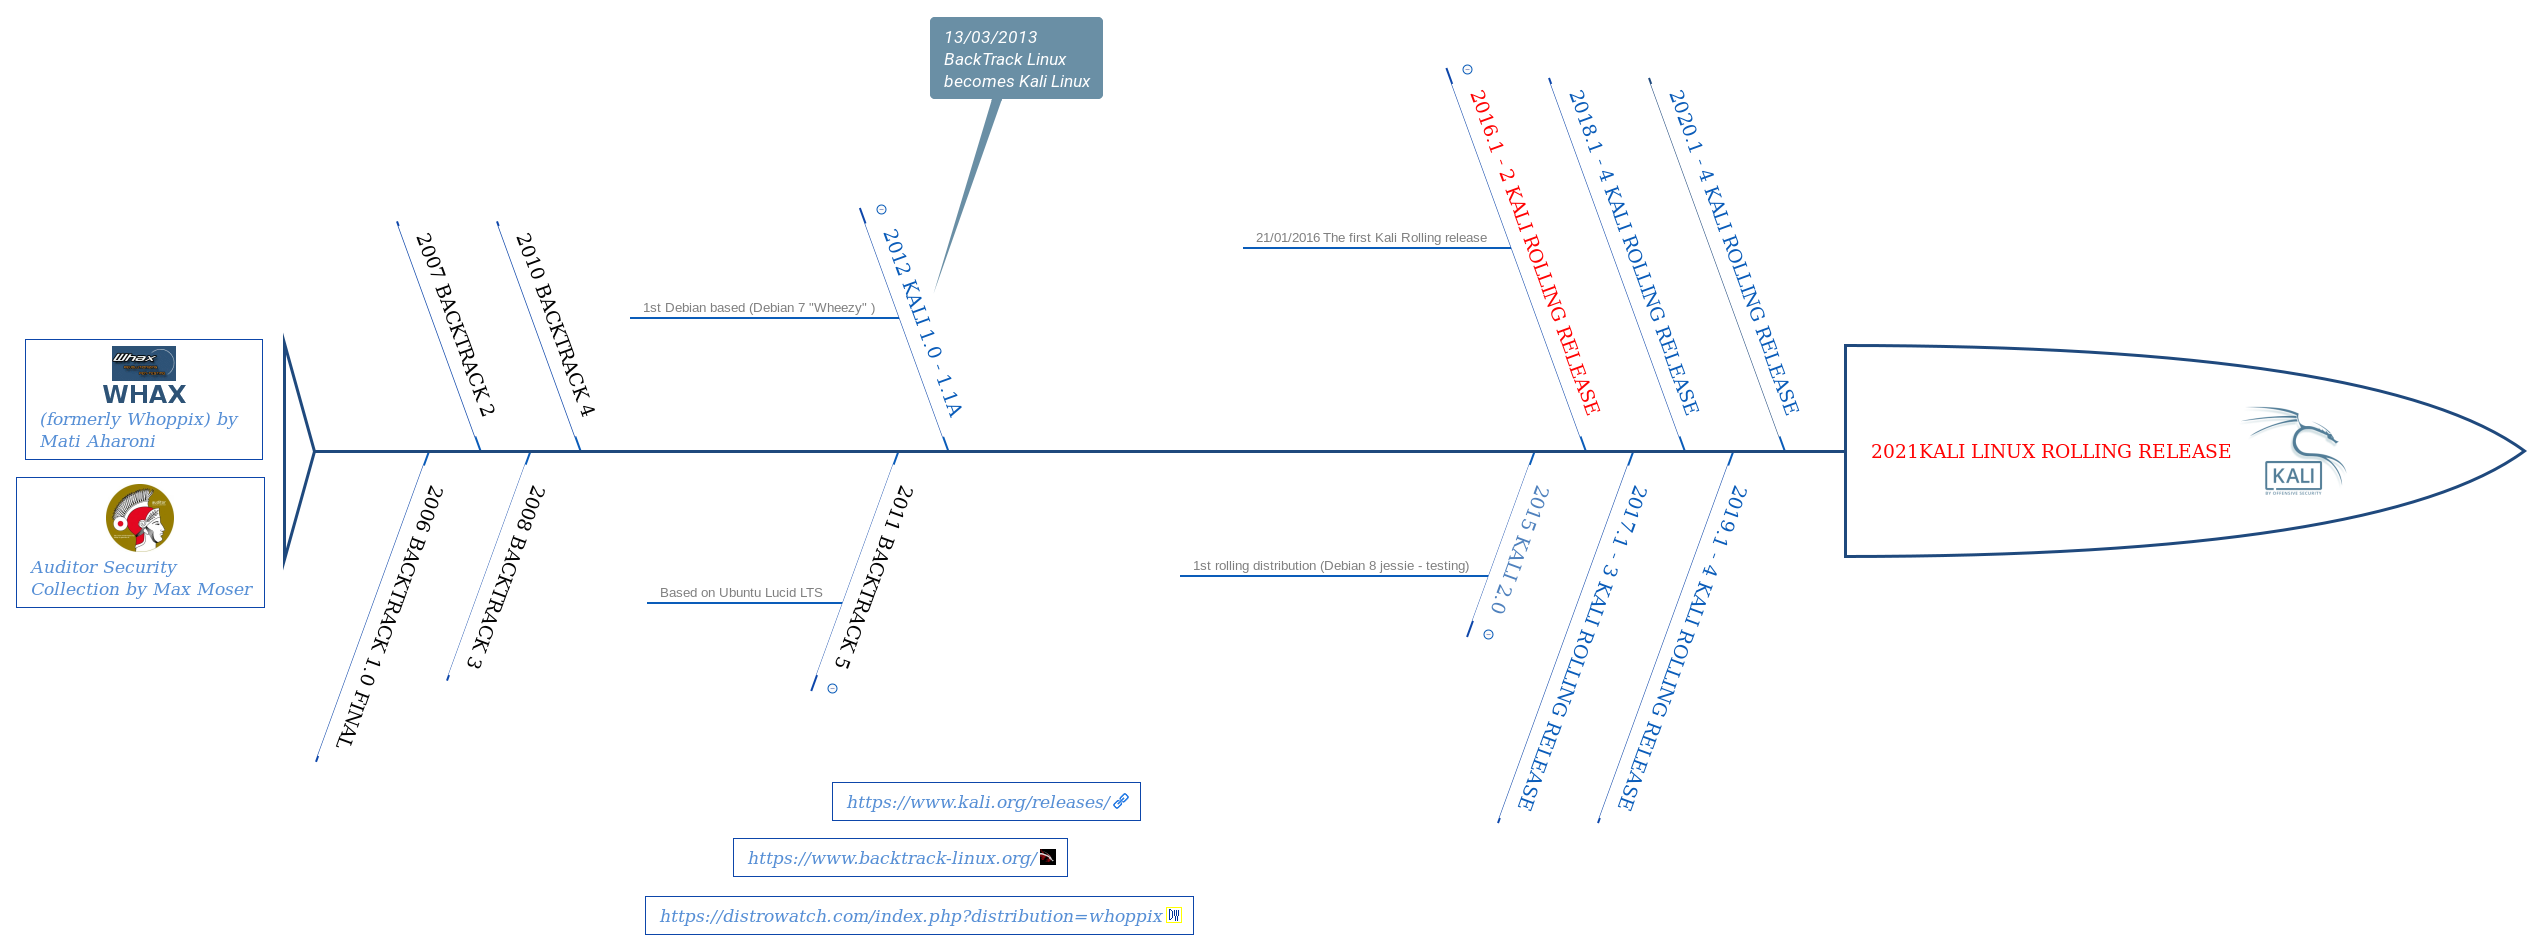 13/03/2013
BackTrack Linux
becomes Kali Linux
2007 BACKTRACK 2
2010 BACKTRACK 4
2012 KALI 1.0 - 1.1A
1st Debian based (Debian 7 "Wheezy" )
2016.1 - 2 KALI ROLLING RELEASE
21/01/2016 The first Kali Rolling release
2018.1 - 4 KALI ROLLING RELEASE
2020.1 - 4 KALI ROLLING RELEASE
Whax
WHAX
(formerly Whoppix) by
Mati Aharoni
Auditor Security
Collection by Max Moser
2006 BACKTRACK 1.0 FINAL
2008 BACKTRACK 3
2011 BACKTRACK 5
Based on Ubuntu Lucid LTS
2015 KALI 2.0
1st rolling distribution (Debian 8 jessie - testing)
2017.1 - 3 KALI ROLLING RELEASE
2019.1 - 4 KALI ROLLING RELEASE
2021KALI LINUX ROLLING RELEASE
KALI
BY OFFENSIVE SECURITY
https://www.kali.org/releases/
https://www.backtrack-linux.org/
https://distrowatch.com/index.php?distribution=whoppix